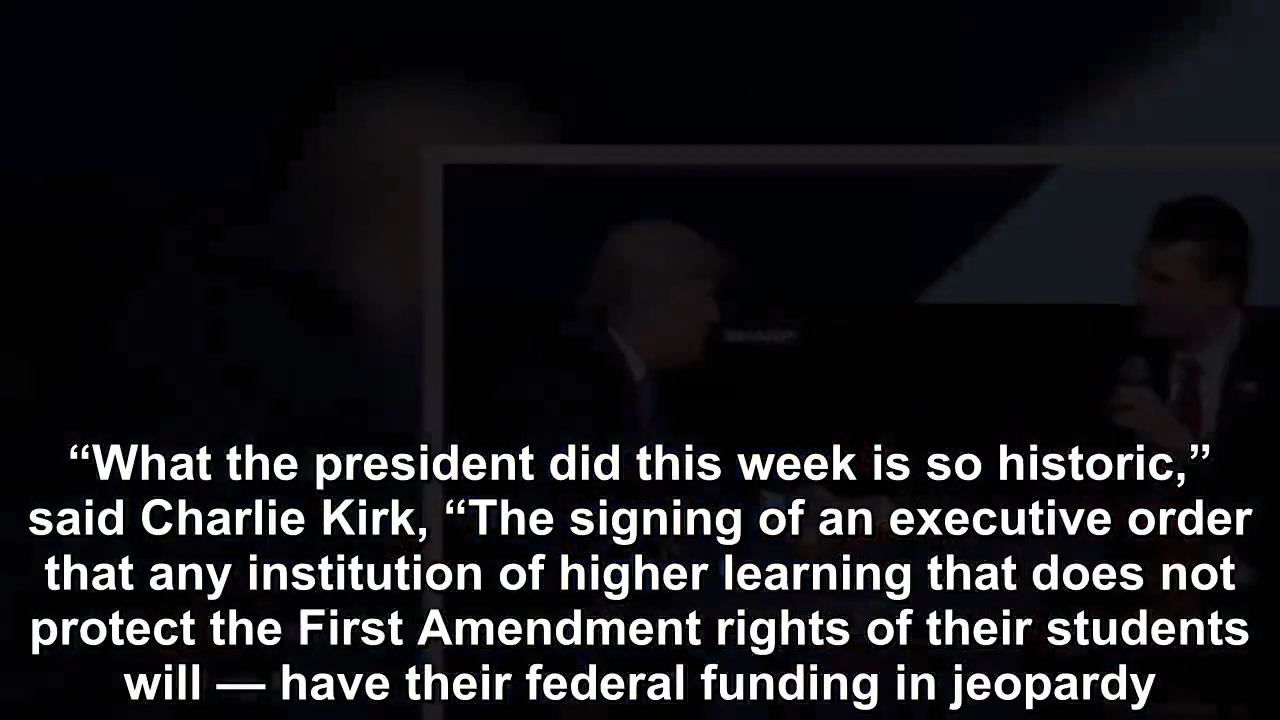 SHARP
“What the president did this week is so historic,”
said Charlie Kirk, “The signing of an executive order
that any institution of higher learning that does not
protect the First Amendment rights of their students
will — have their federal funding in jeopardy